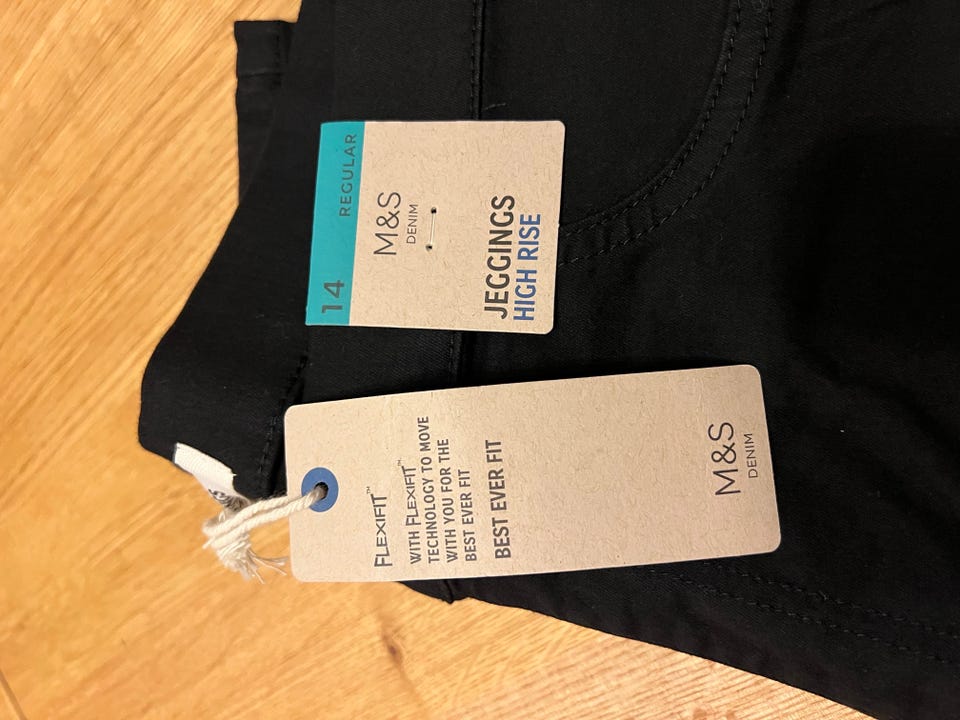 14 REGULAR
M&S
DENIM
JEGGINGS
HIGH RISE
FLEXIFIT™
WITH FLEXIFIT™
TECHNOLOGY TO MOVE
WITH YOU FOR THE
BEST EVER FIT
BEST EVER FIT
M&S
DENIM